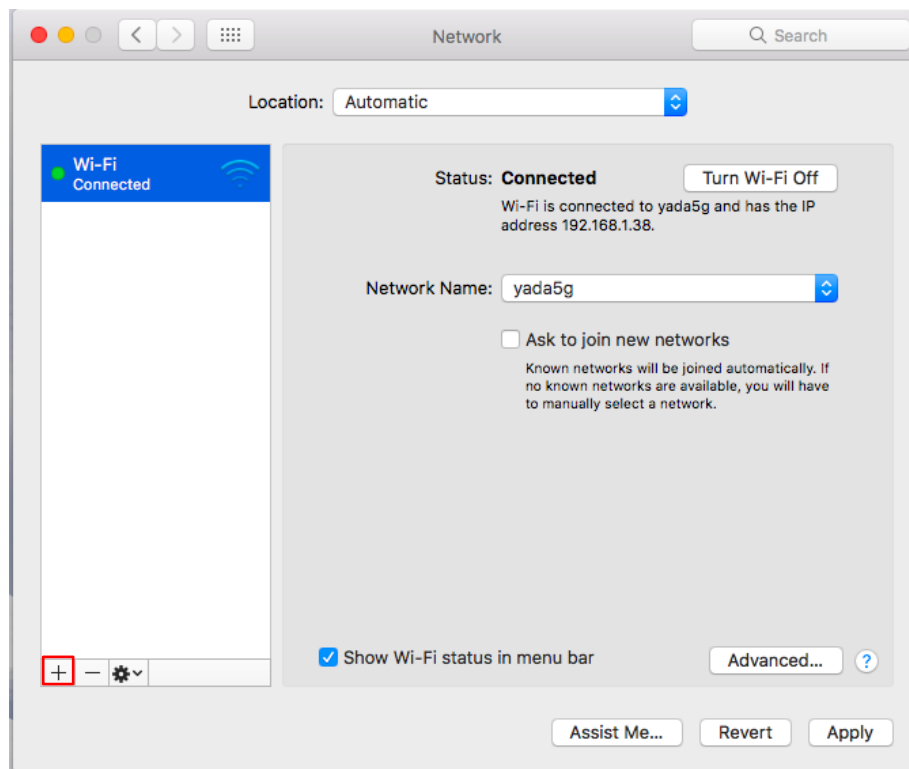 Network
Search
Location: Automatic
Wi-Fi
Connected
Status: Connected
Turn Wi-Fi Off
Wi-Fi is connected to yada5g and has the IP
address 192.168.1.38.
Network Name: yada5g
Ask to join new networks
Known networks will be joined automatically. If
no known networks are available, you will have
to manually select a network.
Show Wi-Fi status in menu bar
Advanced...
?
Assist Me...
Revert
Apply